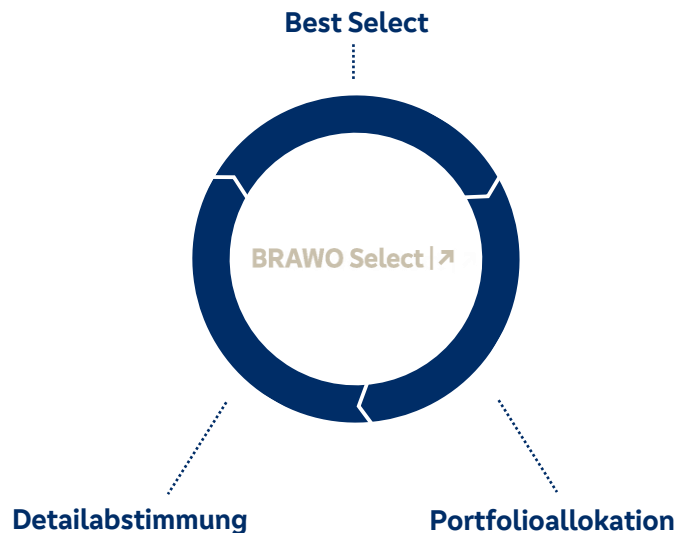 Best Select
BRAWO Select
Detailabstimmung
Portfolioallokation